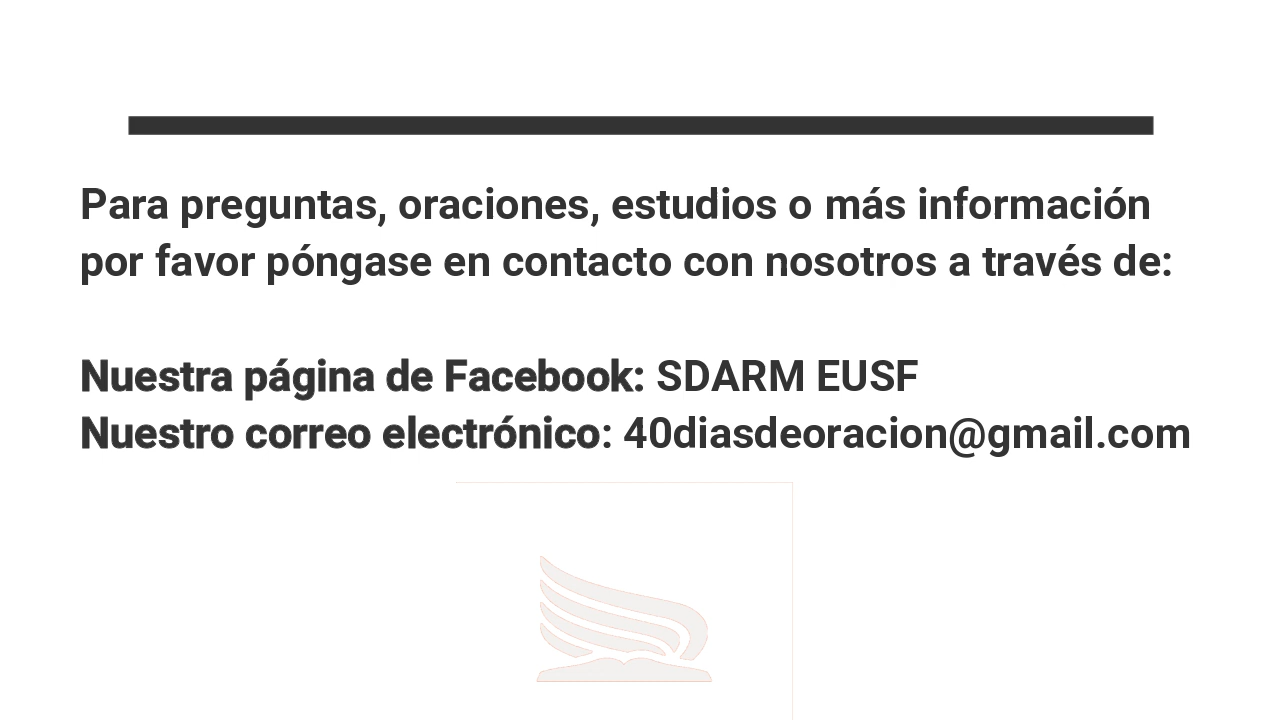 Para preguntas, oraciones, estudios o más información
por favor póngase en contacto con nosotros a través de:
Nuestra página de Facebook: SDARM EUSF
Nuestro correo electrónico: 40diasdeoracion@gmail.com